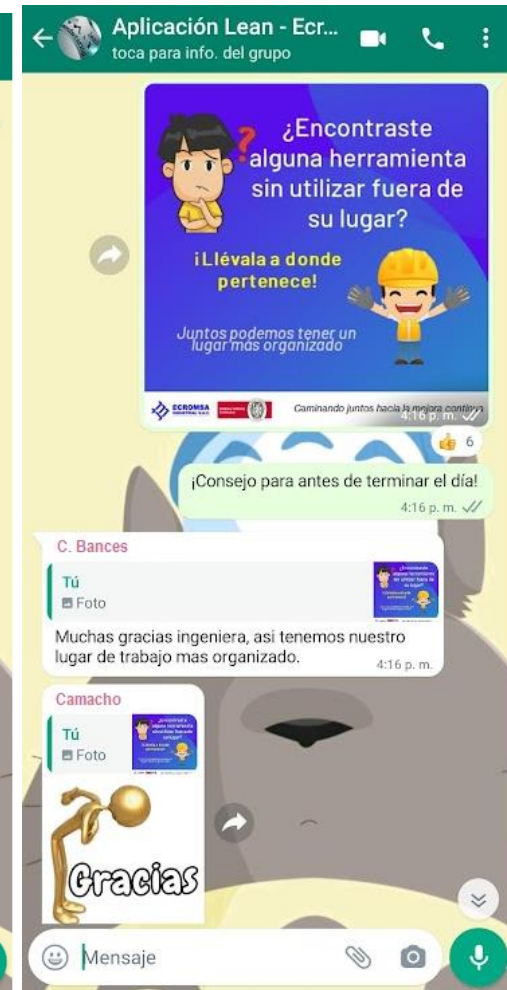 Aplicación Lean - Ecr...
toca para info. del grupo
¿Encontraste
alguna herramienta
sin utilizar fuera de
su lugar?
¡Llévala a donde
pertenece!
Juntos podemos tener un
lugar más organizado
ECROMSA
Caminando juntos hacia la mejora continua
4:16 p. m.
6
¡Consejo para antes de terminar el día!
4:16 p. m.
C. Bances
Tú
Foto
Muchas gracias ingeniera, asi tenemos nuestro
lugar de trabajo mas organizado.
4:16 p. m.
Camacho
Tú
Foto
Gracias
Mensaje